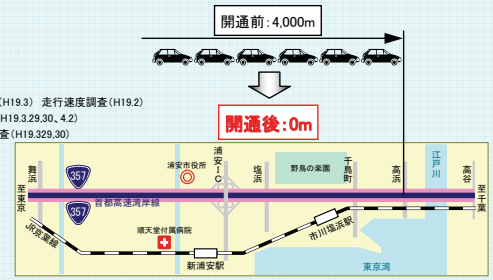 開通前:4,000m
(H19.3) 走行速度調査(H19.2)
H19.3.29,30、4.2)
査(H19.329,30)
開通後:0m
舞浜
浦安市役所
浦安IC
塩浜
野鳥の楽園
千鳥町
高浜
江戸川
高谷
357
至東京
至千葉
首都高速湾岸線
357
JR京葉線
順天堂付属病院
市川塩浜駅
新浦安駅
東京湾